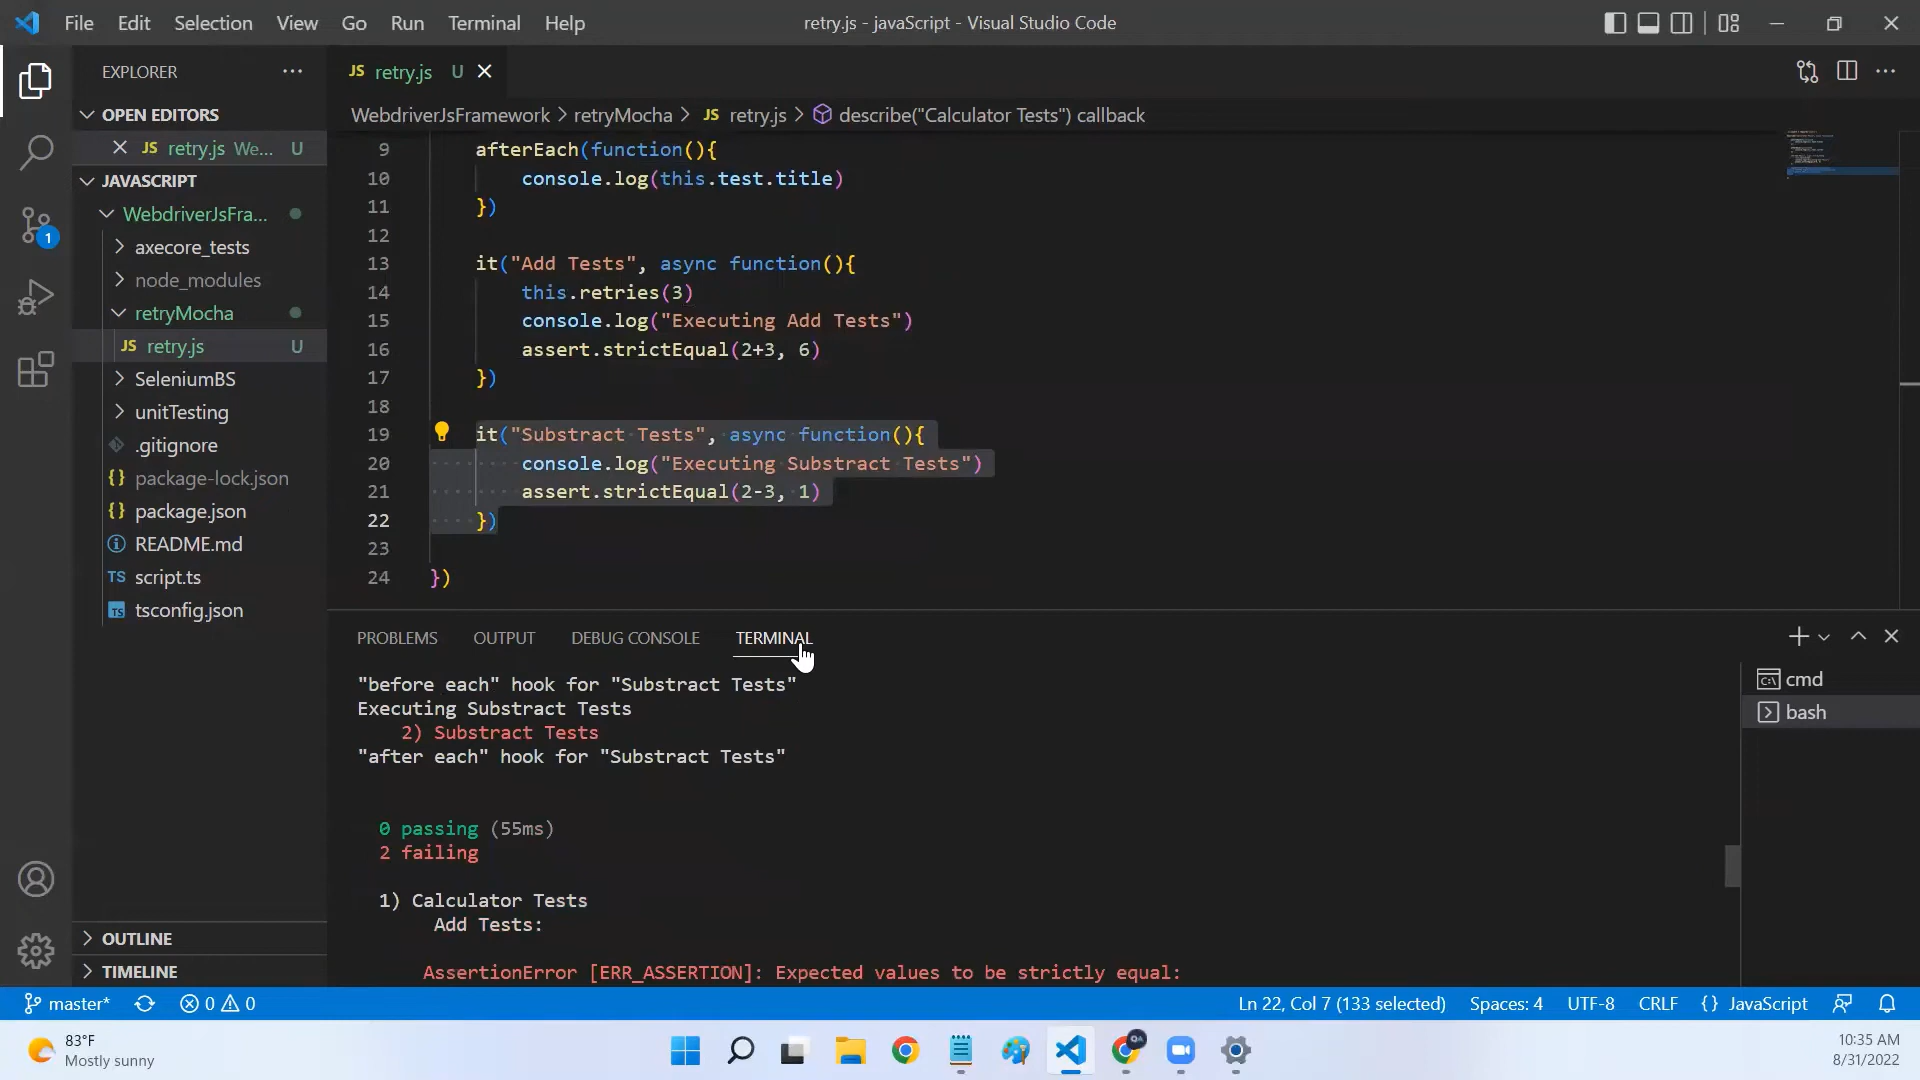 File Edit Selection View Go Run Terminal Help
retry.js - javaScript - Visual Studio Code
EXPLORER
JS retry.js U
OPEN EDITORS
WebdriverJsFramework > retryMocha > JS retry.js > describe("Calculator Tests") callback
JS retry.js We... U
JAVASCRIPT
WebdriverJsFra...
axecore_tests
node_modules
retryMocha
JS retry.js U
SeleniumBS
unitTesting
.gitignore
{} package-lock.json
{} package.json
README.md
TS script.ts
TS tsconfig.json
OUTLINE
TIMELINE
1
9 afterEach(function(){
10 console.log(this.test.title)
11 })
12
13 it("Add Tests", async function(){
14 this.retries(3)
15 console.log("Executing Add Tests")
16 assert.strictEqual(2+3, 6)
17 })
18
19 it("Substract Tests", async function(){
20 console.log("Executing Substract Tests")
21 assert.strictEqual(2-3, 1)
22 })
23
24 })
PROBLEMS OUTPUT DEBUG CONSOLE TERMINAL
"before each" hook for "Substract Tests"
Executing Substract Tests
2) Substract Tests
"after each" hook for "Substract Tests"
0 passing (55ms)
2 failing
1) Calculator Tests
Add Tests:
AssertionError [ERR_ASSERTION]: Expected values to be strictly equal:
cmd
bash
master* 0 0
Ln 22, Col 7 (133 selected) Spaces: 4 UTF-8 CRLF {} JavaScript
83°F
Mostly sunny
QA
10:35 AM
8/31/2022